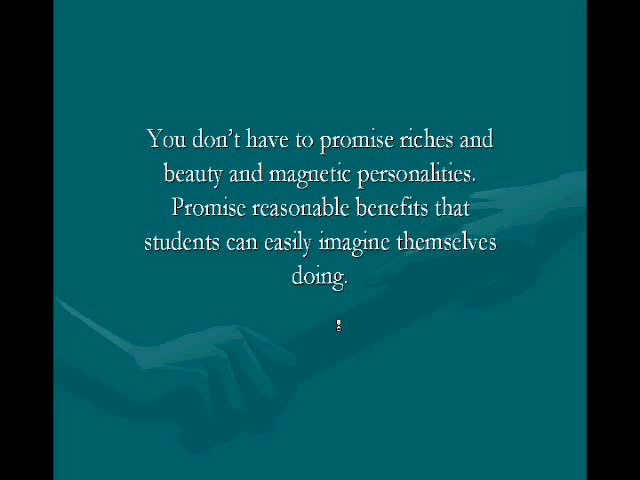 You don't have to promise riches and
beauty and magnetic personalities.
Promise reasonable benefits that
students can easily imagine themselves
doing.